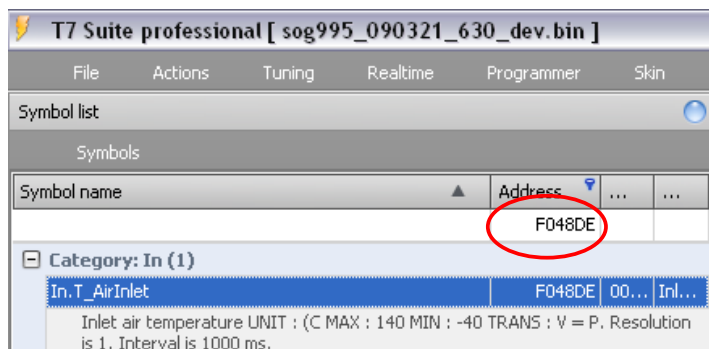 T7 Suite professional [ sog995_090321_630_dev.bin ]
File Actions Tuning Realtime Programmer Skin
Symbol list
Symbols
Symbol name Address ... ...
F048DE
Category: In (1)
In.T_AirInlet F048DE 00... Inl...
Inlet air temperature UNIT : (C MAX : 140 MIN : -40 TRANS : V = P. Resolution
is 1. Interval is 1000 ms.